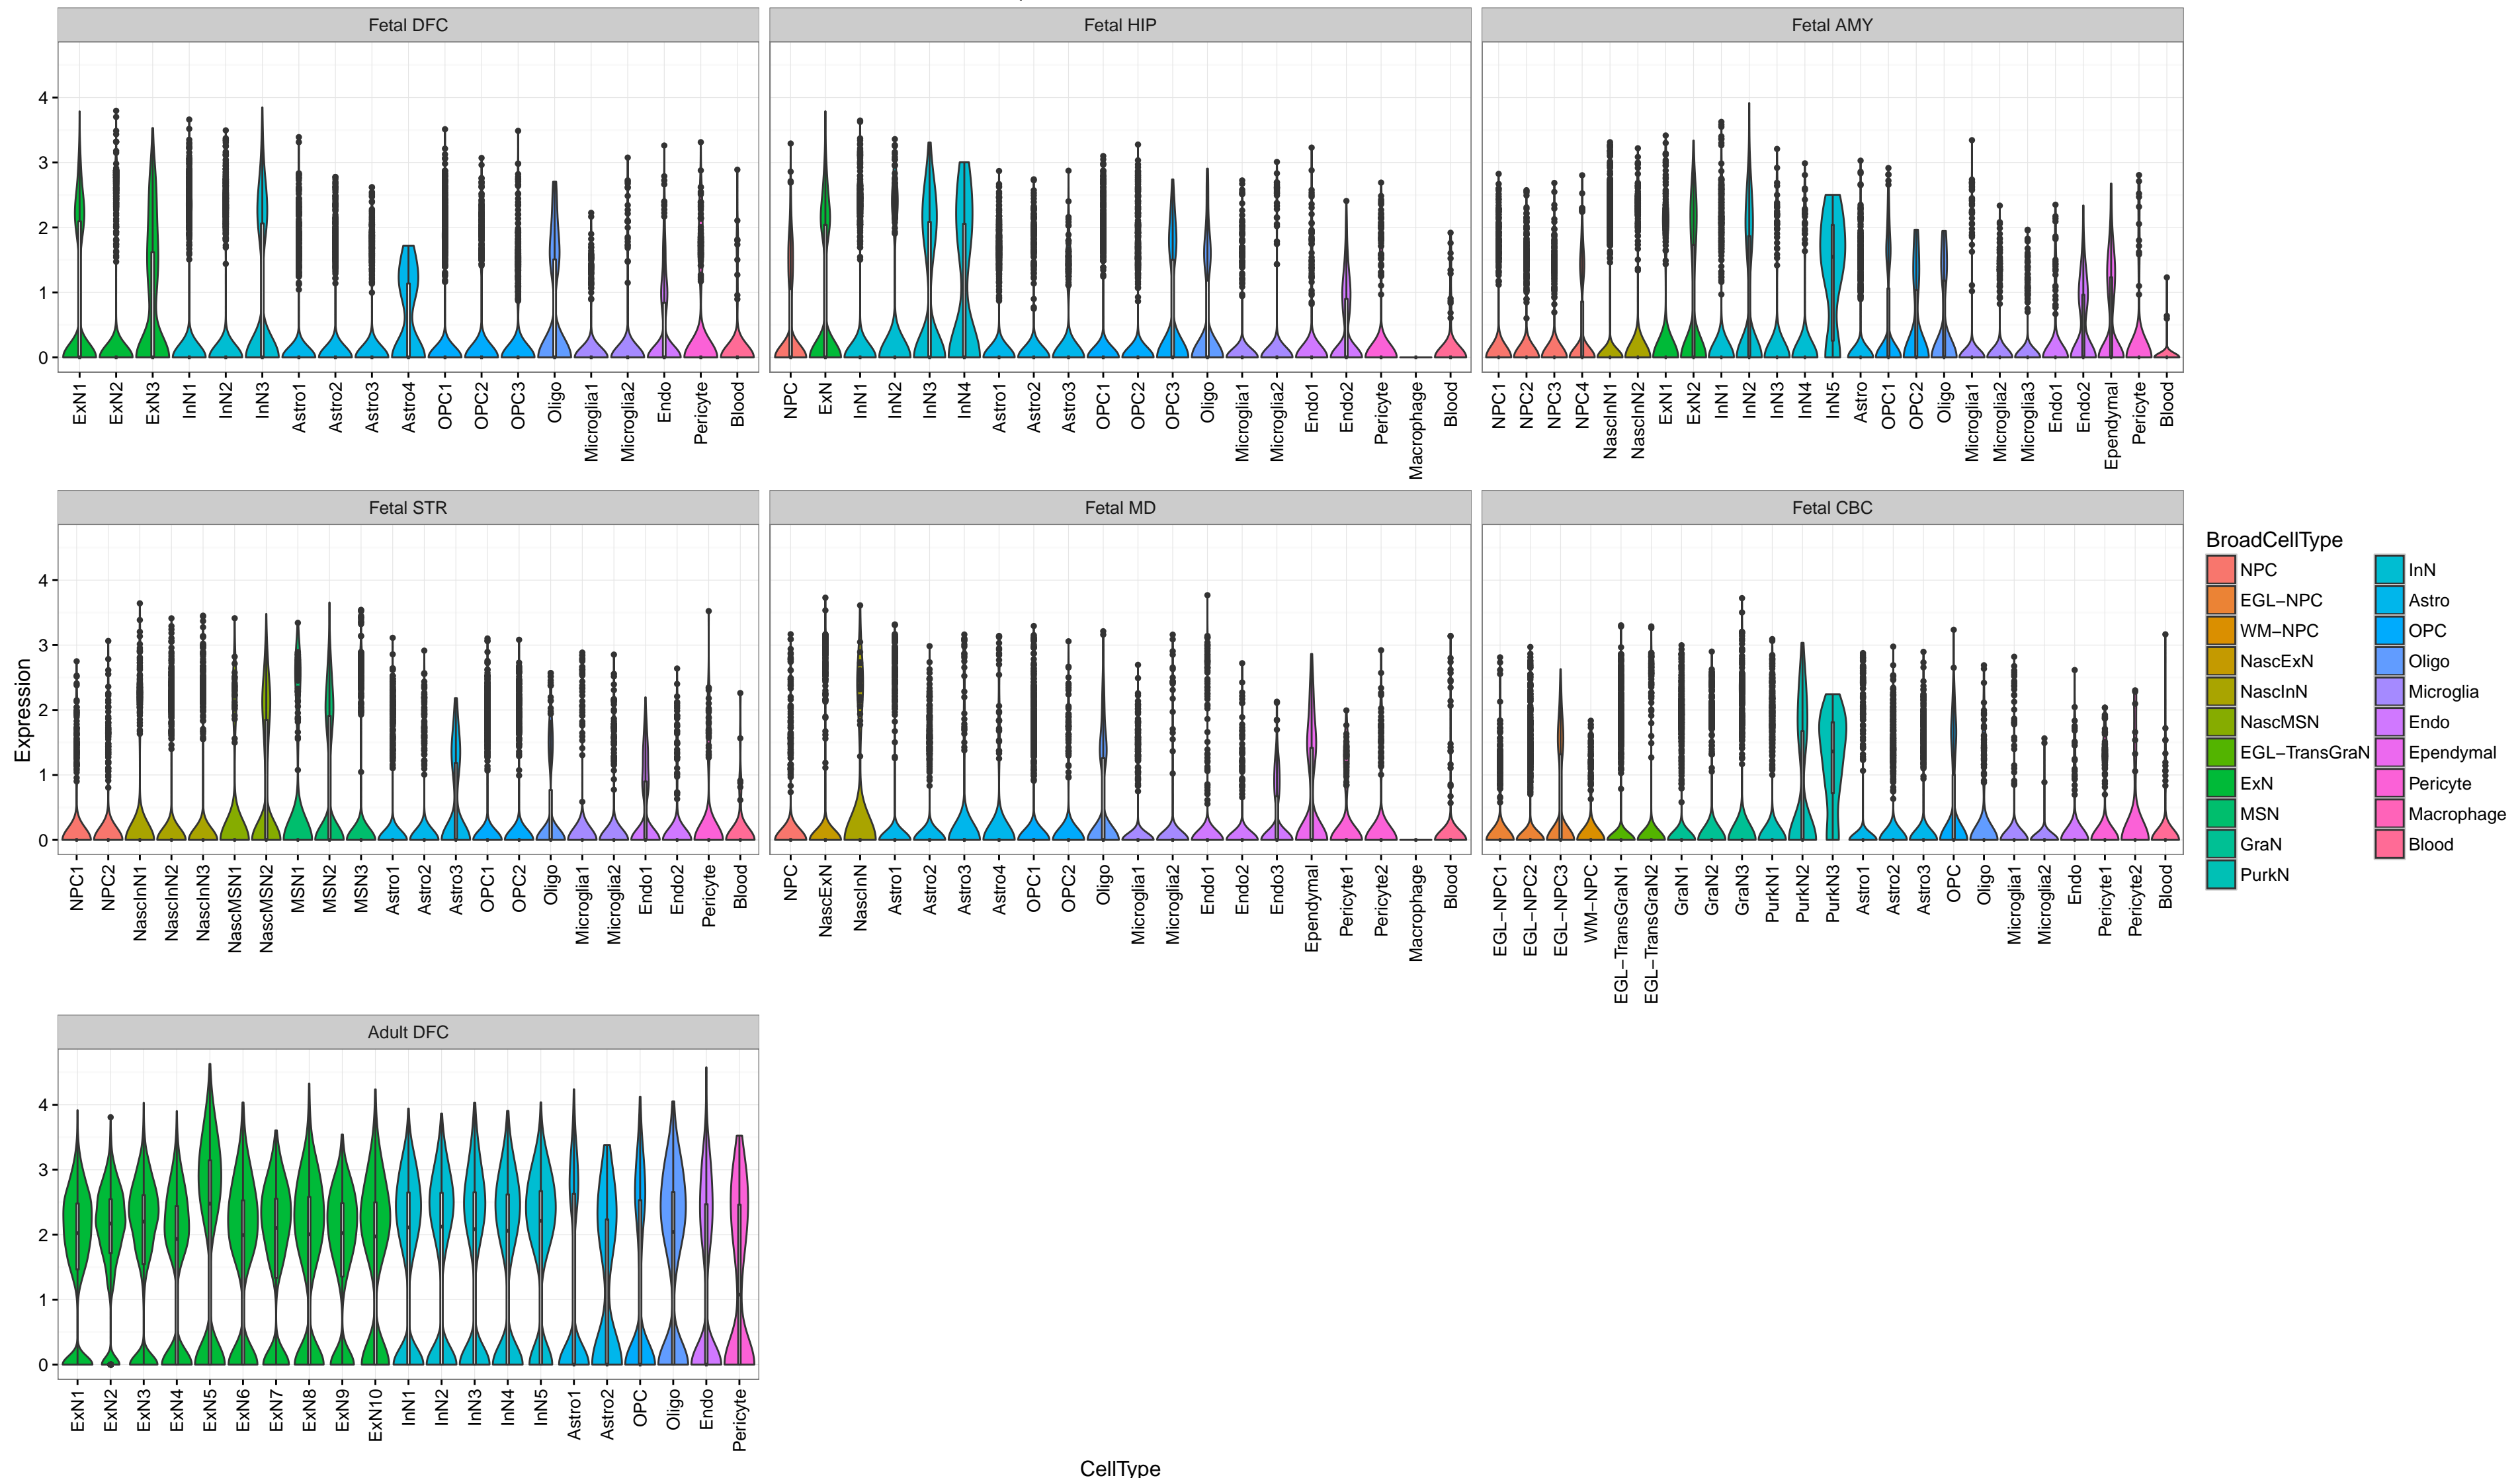 Fetal DFC Fetal HIP Fetal AMY
4
3
2
1
0
ExN1 ExN2 ExN3 InN1 InN2 InN3 Astro1 Astro2 Astro3 Astro4 OPC1 OPC2 OPC3 Oligo Microglia1 Microglia2 Endo Pericyte Blood
NPC ExN InN1 InN2 InN3 InN4 Astro1 Astro2 Astro3 OPC1 OPC2 OPC3 Oligo Microglia1 Microglia2 Endo1 Endo2 Pericyte Macrophage Blood
NPC1 NPC2 NPC3 NPC4 NascInN1 NascInN2 ExN1 ExN2 InN1 InN2 InN3 InN4 InN5 Astro OPC1 OPC2 Oligo Microglia1 Microglia2 Microglia3 Endo1 Endo2 Ependymal Pericyte Blood
Fetal STR Fetal MD Fetal CBC
Expression
4
3
2
1
0
NPC1 NPC2 NascInN1 NascInN2 NascInN3 NascMSN1 NascMSN2 MSN1 MSN2 MSN3 Astro1 Astro2 Astro3 OPC1 OPC2 Oligo Microglia1 Microglia2 Endo1 Endo2 Pericyte Blood
NPC NascExN NascInN Astro1 Astro2 Astro3 Astro4 OPC1 OPC2 Oligo Microglia1 Microglia2 Endo1 Endo2 Endo3 Ependymal Pericyte1 Pericyte2 Macrophage Blood
EGL−NPC1 EGL−NPC2 EGL−NPC3 WM−NPC EGL−TransGraN1 EGL−TransGraN2 GraN1 GraN2 GraN3 PurkN1 PurkN2 PurkN3 Astro1 Astro2 Astro3 OPC Oligo Microglia1 Microglia2 Endo Pericyte1 Pericyte2 Blood
BroadCellType
NPC
EGL−NPC
WM−NPC
NascExN
NascInN
NascMSN
EGL−TransGraN
ExN
MSN
GraN
PurkN
InN
Astro
OPC
Oligo
Microglia
Endo
Ependymal
Pericyte
Macrophage
Blood
Adult DFC
4
3
2
1
0
ExN1 ExN2 ExN3 ExN4 ExN5 ExN6 ExN7 ExN8 ExN9 ExN10 InN1 InN2 InN3 InN4 InN5 Astro1 Astro2 OPC Oligo Endo Pericyte
CellType